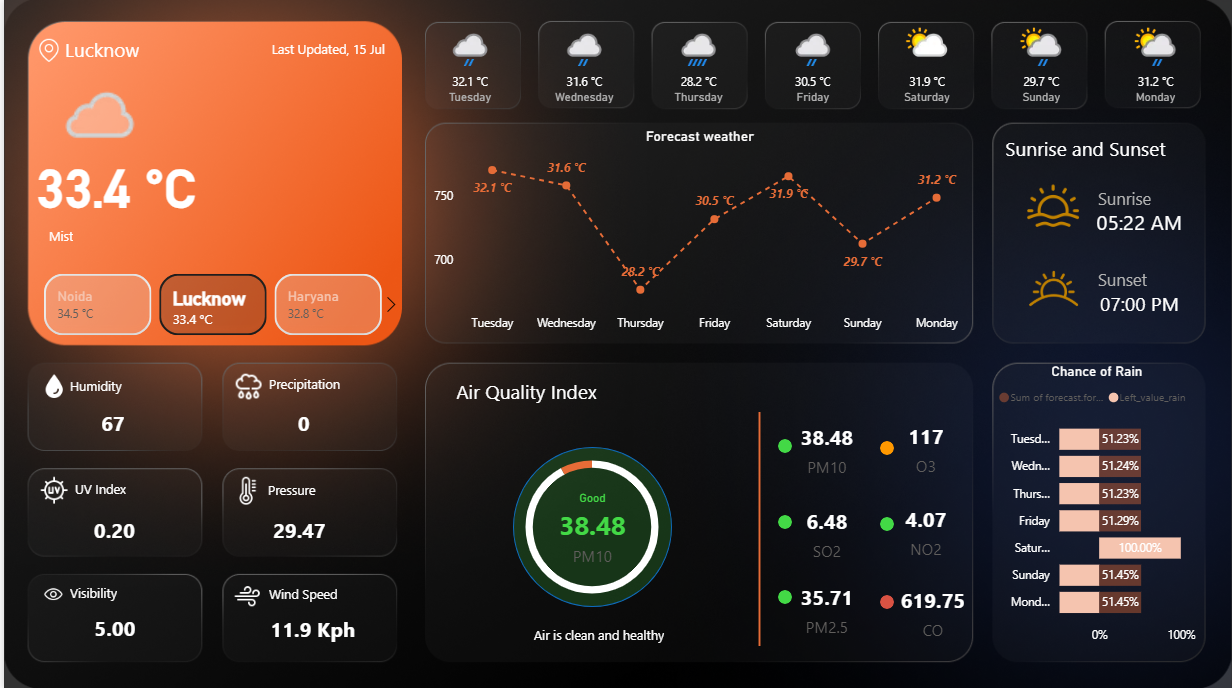 Lucknow
Last Updated, 15 Jul
33.4 °C
Mist
Noida
34.5 °C
Lucknow
33.4 °C
Haryana
32.8 °C
32.1 °C
Tuesday
31.6 °C
Wednesday
28.2 °C
Thursday
30.5 °C
Friday
31.9 °C
Saturday
29.7 °C
Sunday
31.2 °C
Monday
Forecast weather
750
700
32.1 °C
31.6 °C
28.2 °C
30.5 °C
31.9 °C
29.7 °C
31.2 °C
Tuesday
Wednesday
Thursday
Friday
Saturday
Sunday
Monday
Sunrise and Sunset
Sunrise
05:22 AM
Sunset
07:00 PM
Humidity
67
Precipitation
0
UV
UV Index
0.20
Pressure
29.47
Visibility
5.00
Wind Speed
11.9 Kph
Air Quality Index
Good
38.48
PM10
Air is clean and healthy
38.48
PM10
117
O3
6.48
SO2
4.07
NO2
35.71
PM2.5
619.75
CO
Chance of Rain
Sum of forecast.for...
Left_value_rain
Tuesd...
51.23%
Wedn...
51.24%
Thurs...
51.23%
Friday
51.29%
Satur...
100.00%
Sunday
51.45%
Mond...
51.45%
0%
100%